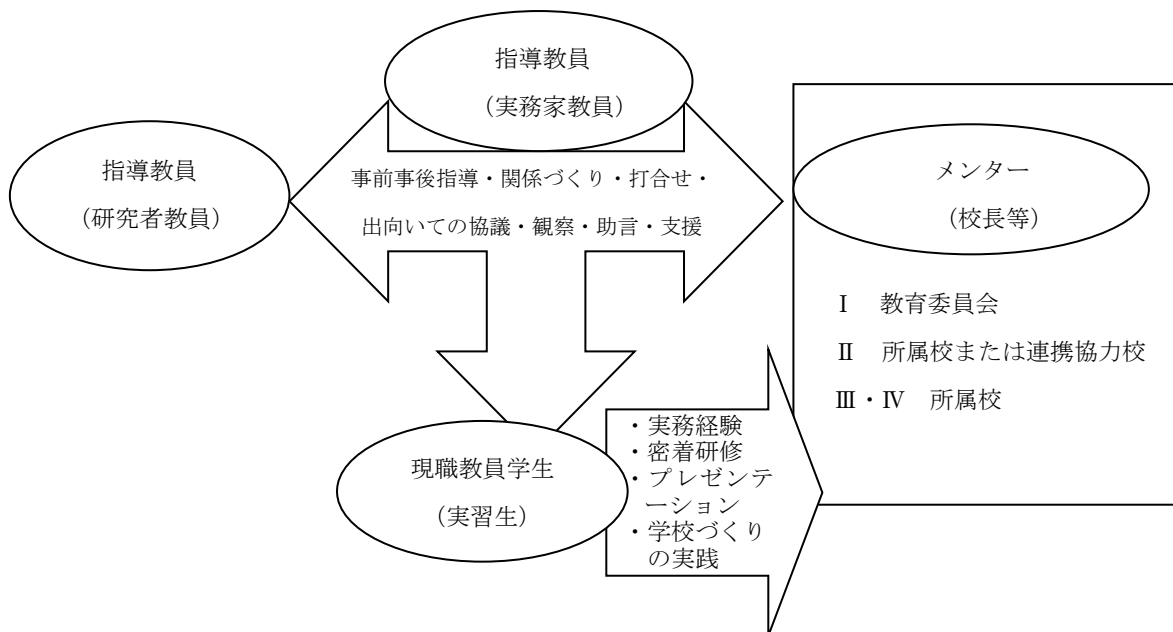 指導教員
（実務家教員）
指導教員
（研究者教員）
事前事後指導・関係づくり・打合せ・
出向いての協議・観察・助言・支援
メンター
（校長等）
Ⅰ　教育委員会
Ⅱ　所属校または連携協力校
Ⅲ・Ⅳ　所属校
現職教員学生
（実習生）
・実務経験
・密着研修
・プレゼンテ
ーション
・学校づくり
の実践